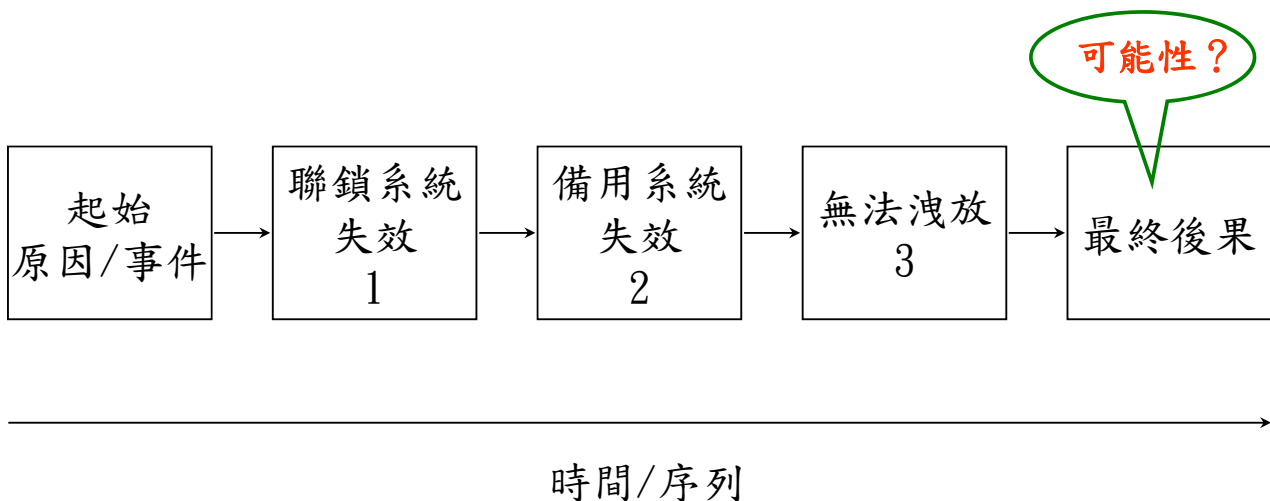 可能性？
起始
原因/事件
聯鎖系統
失效
1
備用系統
失效
2
無法洩放
3
最終後果
時間/序列